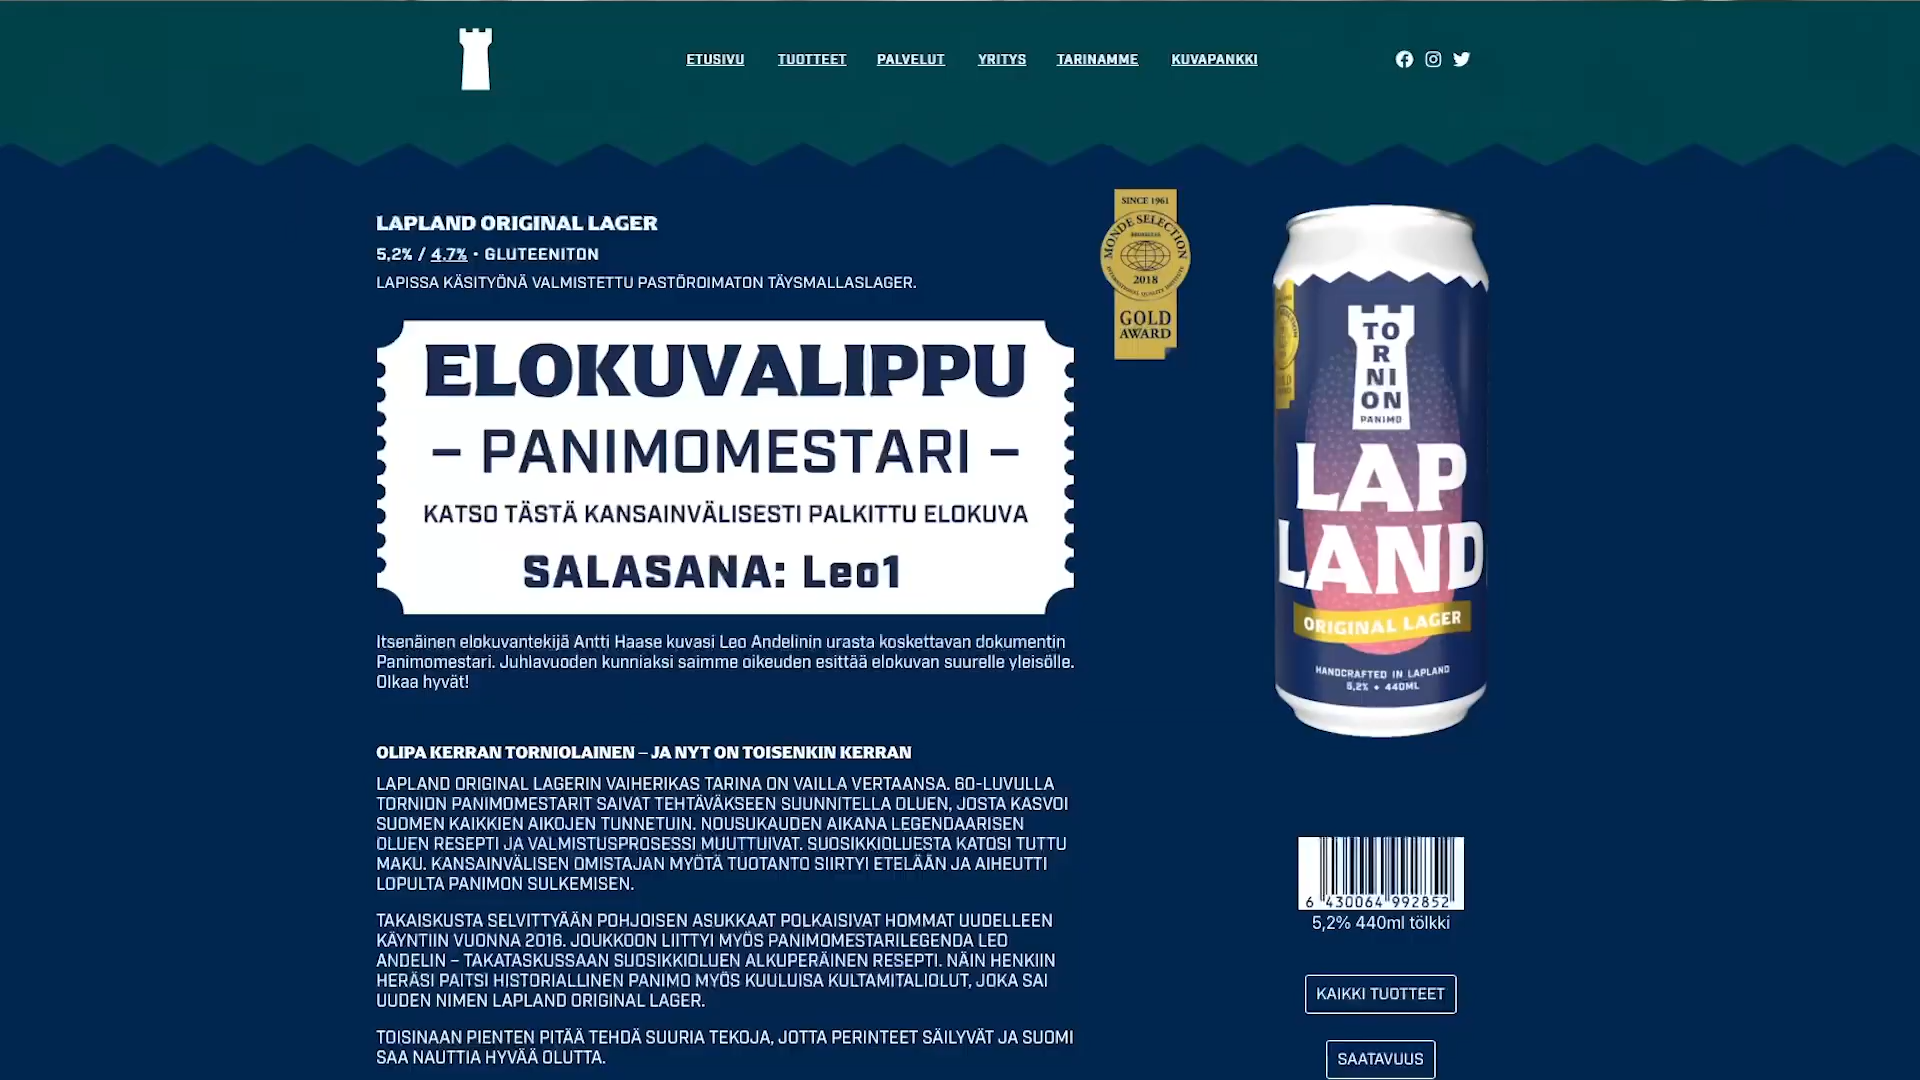 ETUSIVU TUOTTEET PALVELUT YRITYS TARINAMME KUVAPANKKI
LAPLAND ORIGINAL LAGER
5,2% / 4.7% • GLUTEENITON
LAPISSA KÄSITYÖNÄ VALMISTETTU PASTÖROIMATON TÄYSMALLASLAGER.
ELOKUVALIPPU
– PANIMOMESTARI –
KATSO TÄSTÄ KANSAINVÄLISESTI PALKITTU ELOKUVA
SALASANA: Leo1
Itsenäinen elokuvantekijä Antti Haase kuvasi Leo Andelinin urasta koskettavan dokumentin
Panimomestari. Juhlavuoden kunniaksi saimme oikeuden esittää elokuvan suurelle yleisölle.
Olkaa hyvät!
OLIPA KERRAN TORNIOLAINEN – JA NYT ON TOISENKIN KERRAN
LAPLAND ORIGINAL LAGERIN VAIHERIKAS TARINA ON VAILLA VERTAANSA. 60-LUVULLA
TORNION PANIMOMESTARIT SAIVAT TEHTÄVÄKSEEN SUUNNITELLA OLUEN, JOSTA KASVOI
SUOMEN KAIKKIEN AIKOJEN TUNNETUIN. NOUSUKAUDEN AIKANA LEGENDAARISEN
OLUEN RESEPTI JA VALMISTUSPROSESSI MUUTTUIVAT. SUOSIKKIOLUESTA KATOSI TUTTU
MAKU. KANSAINVÄLISEN OMISTAJAN MYÖTÄ TUOTANTO SIIRTYI ETELÄÄN JA AIHEUTTI
LOPULTA PANIMON SULKEMISEN.
TAKAISKUSTA SELVITTYÄÄN POHJOISEN ASUKKAAT POLKAISIVAT HOMMAT UUDELLEEN
KÄYNTIIN VUONNA 2016. JOUKKOON LIITTYI MYÖS PANIMOMESTARILEGENDA LEO
ANDELIN – TAKATASKUSSAAN SUOSIKKIOLUEN ALKUPERÄINEN RESEPTI. NÄIN HENKIIN
HERÄSI PAITSI HISTORIALLINEN PANIMO MYÖS KUULUISA KULTAMITALIOLUT, JOKA SAI
UUDEN NIMEN LAPLAND ORIGINAL LAGER.
TOISINAAN PIENTEN PITÄÄ TEHDÄ SUURIA TEKOJA, JOTTA PERINTEET SÄILYVÄT JA SUOMI
SAA NAUTTIA HYVÄÄ OLUTTA.
SINCE 1961
MONDE SELECTION
BRUSSELS
2018
INTERNATIONAL QUALITY INSTITUTE
GOLD
AWARD
TO
R
NI
ON
PANIMO
LAP
LAND
ORIGINAL LAGER
HANDCRAFTED IN LAPLAND
5,2% • 440ML
6 430064 992852
5,2% 440ml tölkki
KAIKKI TUOTTEET
SAATAVUUS